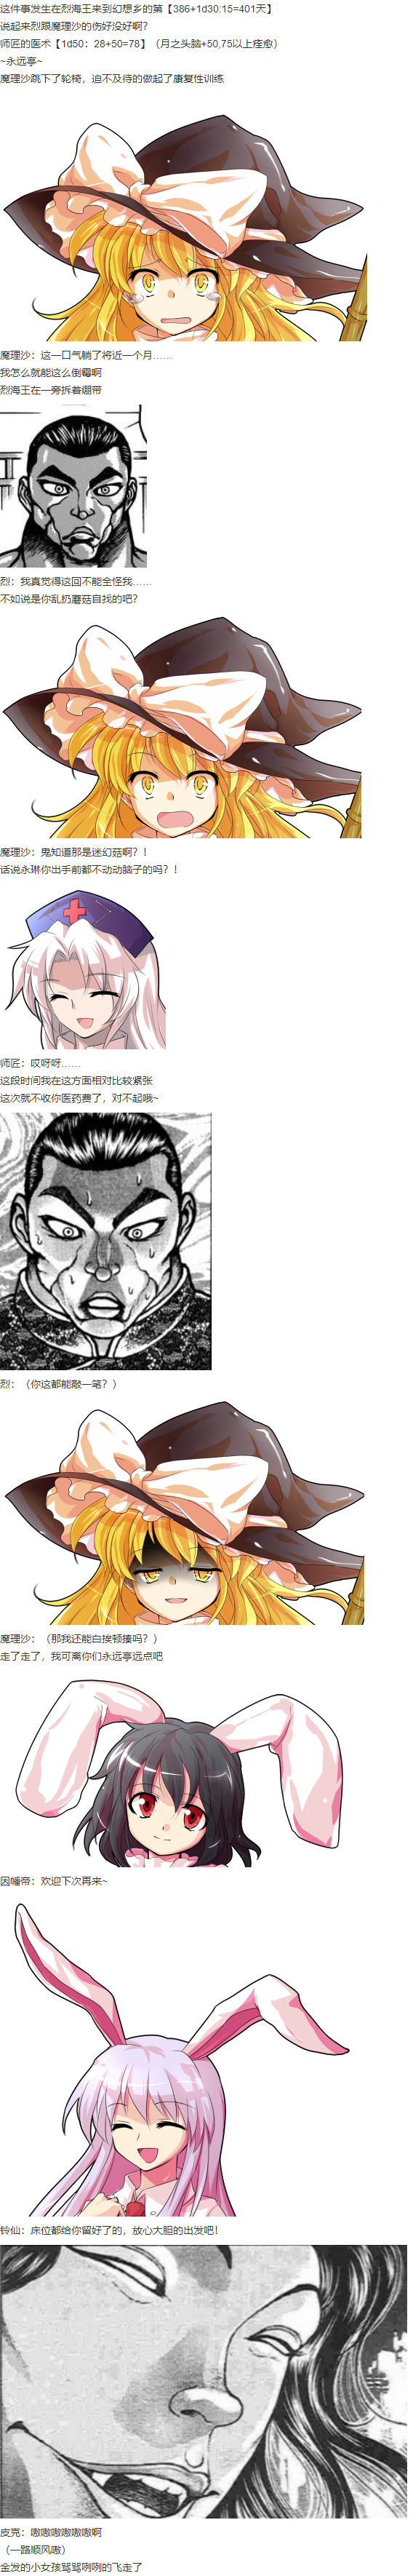 这件事发生在烈海王来到幻想乡的第【386+1d30:15=401天】
说起来烈跟魔理沙的伤好没好啊?
师匠的医术【1d50：28+50=78】（月之头脑+50,75以上痊愈）
~永远亭~
魔理沙跳下了轮椅，迫不及待的做起了康复性训练
魔理沙：这一口气躺了将近一个月……
我怎么就能这么倒霉啊
烈海王在一旁拆着绷带
烈：我真觉得这回不能全怪我……
不如说是你乱扔蘑菇自找的吧?
魔理沙：鬼知道那是迷幻菇啊？！
话说永琳你出手前都不动动脑子的吗?！
师匠：哎呀呀……
这段时间我在这方面相对比较紧张
这次就不收你医药费了，对不起哦~
烈：（你这都能敲一笔？）
魔理沙：（那我还能白挨顿揍吗？）
走了走了，我可离你们永远亭远点吧
因幡帝：欢迎下次再来~
铃仙：床位都给你留好了的，放心大胆的出发吧！
皮克：嗷嗷嗷嗷嗷嗷啊
（一路顺风嗷）
金发的小女孩骂骂咧咧的飞走了